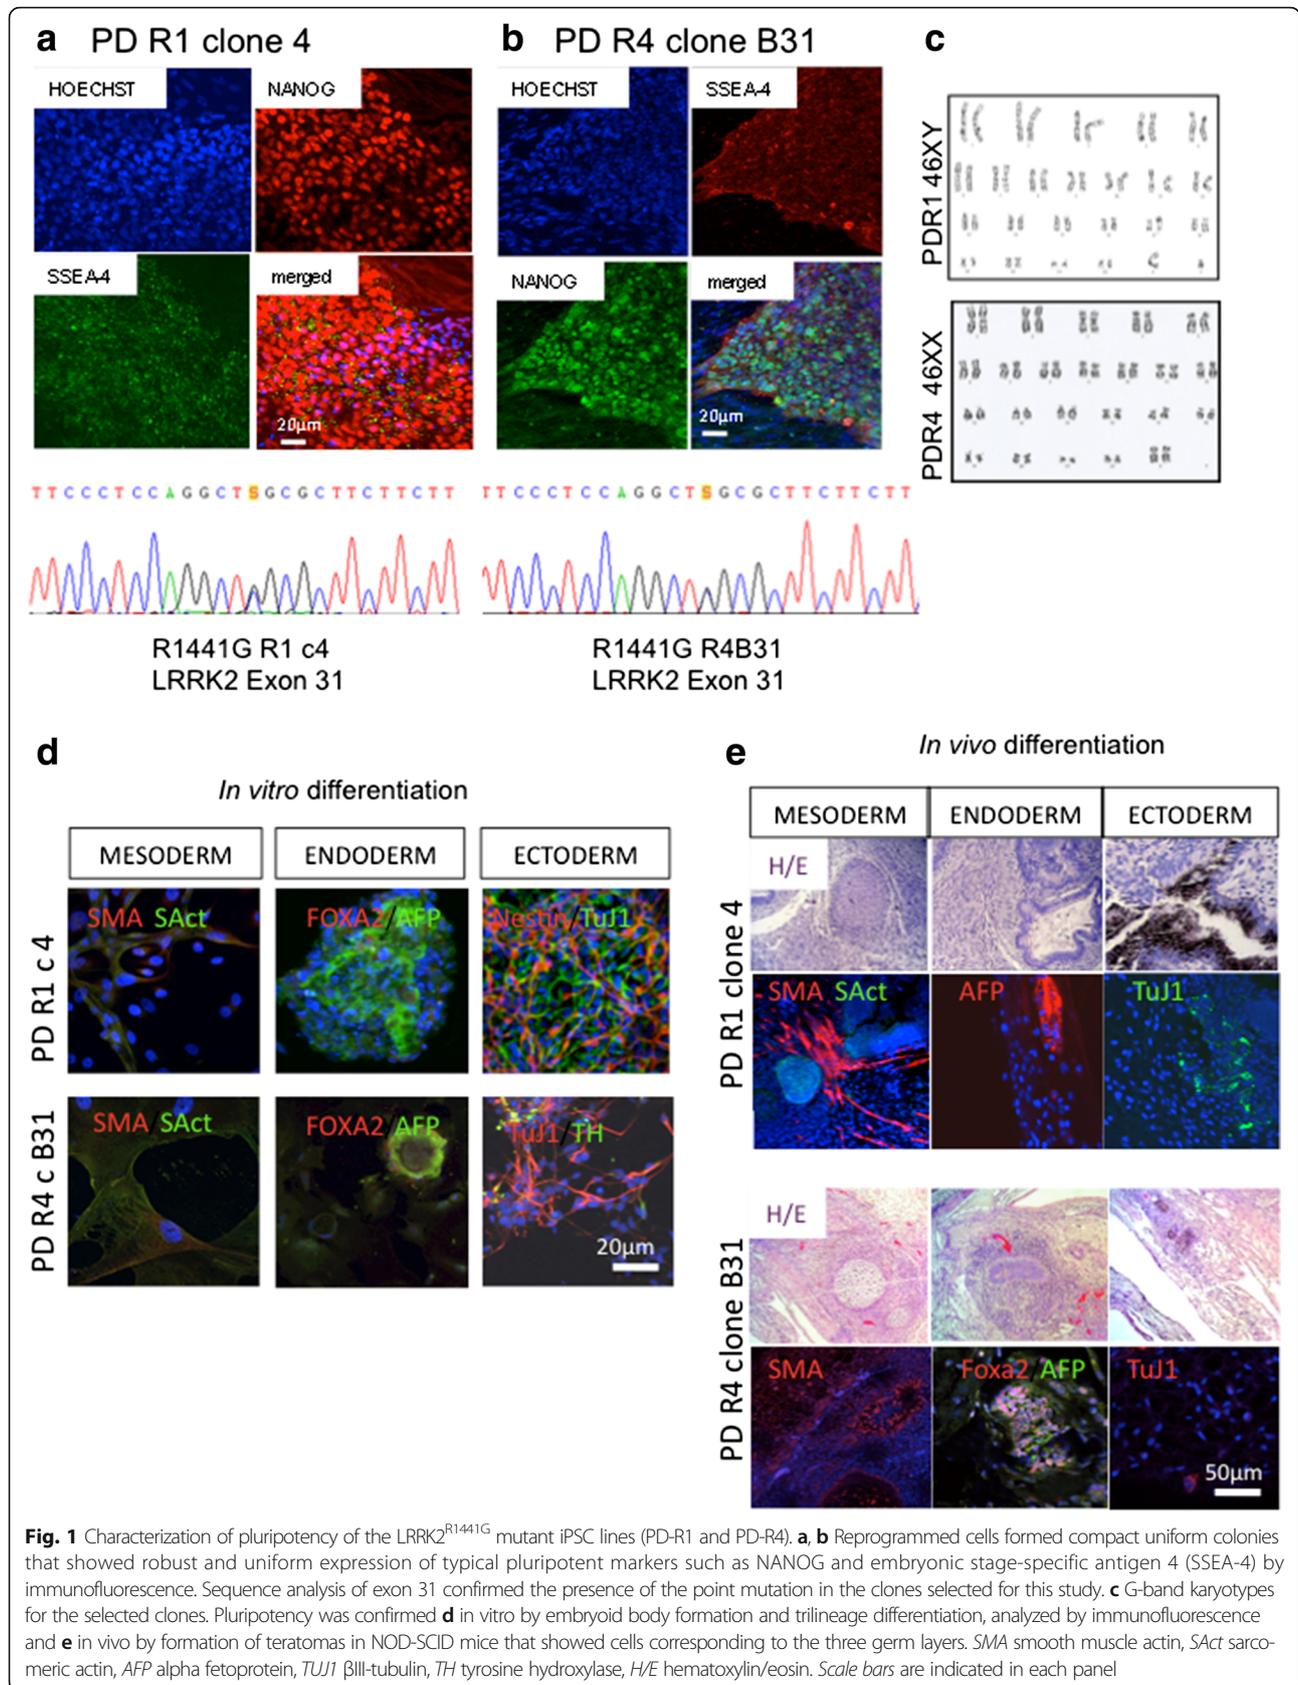 a PD R1 clone 4
b PD R4 clone B31
c
HOECHST
NANOG
SSEA-4
merged
20µm
HOECHST
SSEA-4
NANOG
merged
20µm
PDR1 46XY
PDR4 46XX
TTCCCTCCAGGCTSGCGCTTCTTCTT
TTCCCTCCAGGCTSGCGCTTCTTCTT
R1441G R1 c4
LRRK2 Exon 31
R1441G R4B31
LRRK2 Exon 31
d
In vitro differentiation
MESODERM
ENDODERM
ECTODERM
PD R1 c 4
SMA SAct
FOXA2/AFP
Nestin/TuJ1
PD R4 c B31
SMA/SAct
FOXA2/AFP
TuJ1/TH
20µm
e
In vivo differentiation
MESODERM
ENDODERM
ECTODERM
PD R1 clone 4
H/E
SMA SAct
AFP
TuJ1
PD R4 clone B31
H/E
SMA
Foxa2/AFP
TuJ1
50µm
Fig. 1 Characterization of pluripotency of the LRRK2R1441G mutant iPSC lines (PD-R1 and PD-R4). a, b Reprogrammed cells formed compact uniform colonies
that showed robust and uniform expression of typical pluripotent markers such as NANOG and embryonic stage-specific antigen 4 (SSEA-4) by
immunofluorescence. Sequence analysis of exon 31 confirmed the presence of the point mutation in the clones selected for this study. c G-band karyotypes
for the selected clones. Pluripotency was confirmed d in vitro by embryoid body formation and trilineage differentiation, analyzed by immunofluorescence
and e in vivo by formation of teratomas in NOD-SCID mice that showed cells corresponding to the three germ layers. SMA smooth muscle actin, SAct sarco-
meric actin, AFP alpha fetoprotein, TUJ1 βIII-tubulin, TH tyrosine hydroxylase, H/E hematoxylin/eosin. Scale bars are indicated in each panel